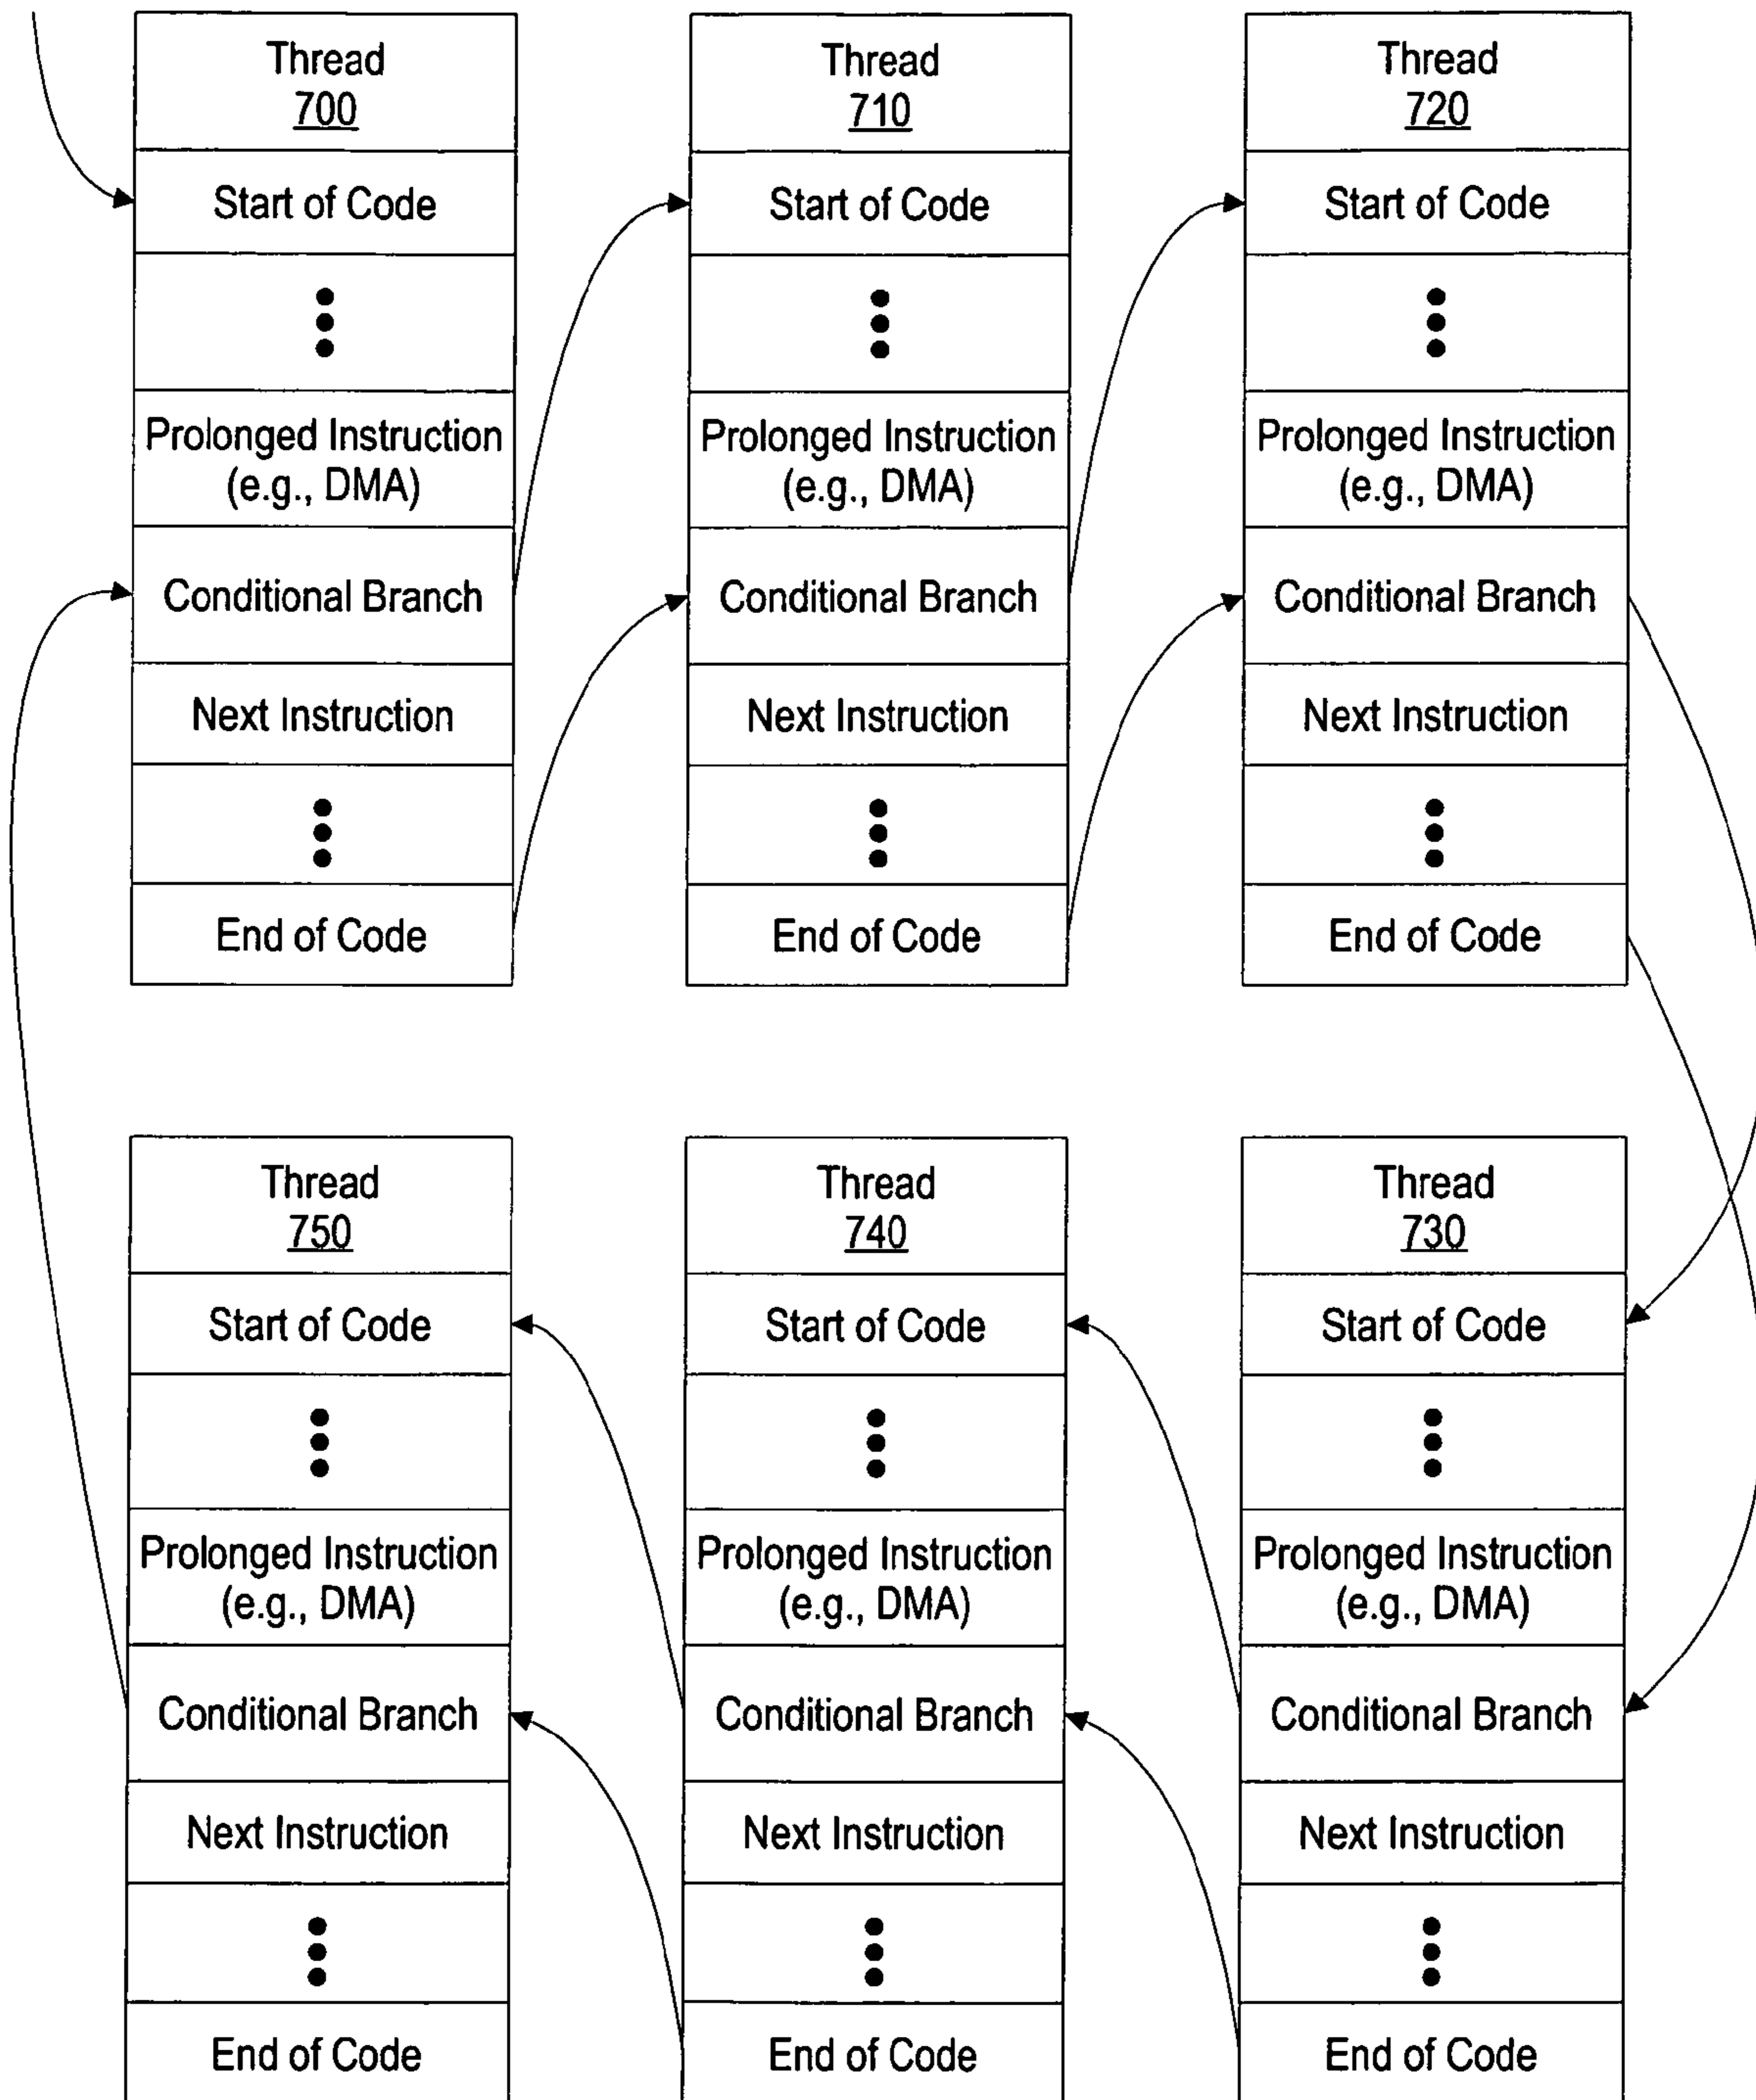 Thread
700
Start of Code
Prolonged Instruction
(e.g., DMA)
Conditional Branch
Next Instruction
End of Code
Thread
710
Start of Code
Prolonged Instruction
(e.g., DMA)
Conditional Branch
Next Instruction
End of Code
Thread
720
Start of Code
Prolonged Instruction
(e.g., DMA)
Conditional Branch
Next Instruction
End of Code
Thread
750
Start of Code
Prolonged Instruction
(e.g., DMA)
Conditional Branch
Next Instruction
End of Code
Thread
740
Start of Code
Prolonged Instruction
(e.g., DMA)
Conditional Branch
Next Instruction
End of Code
Thread
730
Start of Code
Prolonged Instruction
(e.g., DMA)
Conditional Branch
Next Instruction
End of Code